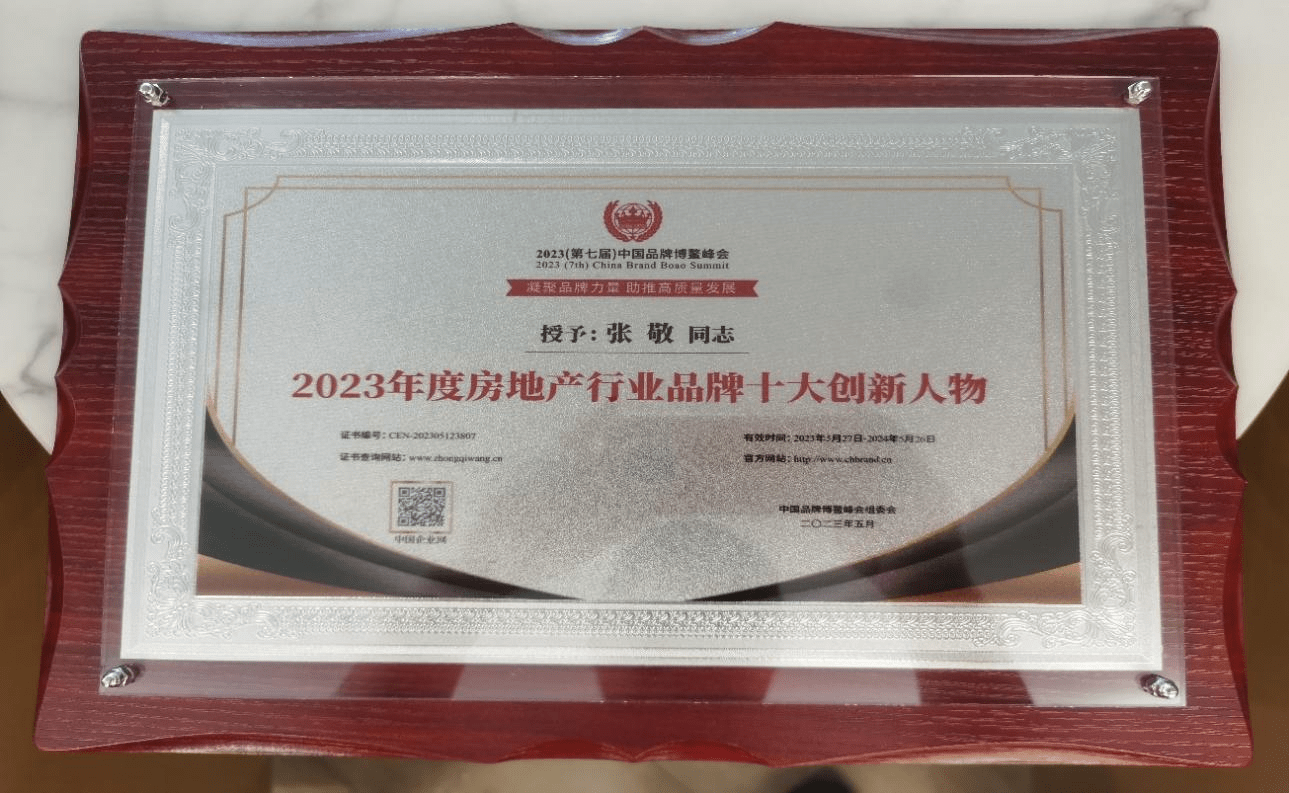 2023(第七届)中国品牌博鳌峰会
2023 (7th) China Brand Boao Summit
凝聚品牌力量 助推高质量发展
授予：张 敬 同志
2023年度房地产行业品牌十大创新人物
证书编号：CEN-202305123807
证书查询网站：www.zhongqiwang.cn
有效时间：2023年5月27日-2024年5月26日
官方网站：http://www.chbrand.cn
中国企业网
中国品牌博鳌峰会组委会
二〇二三年五月